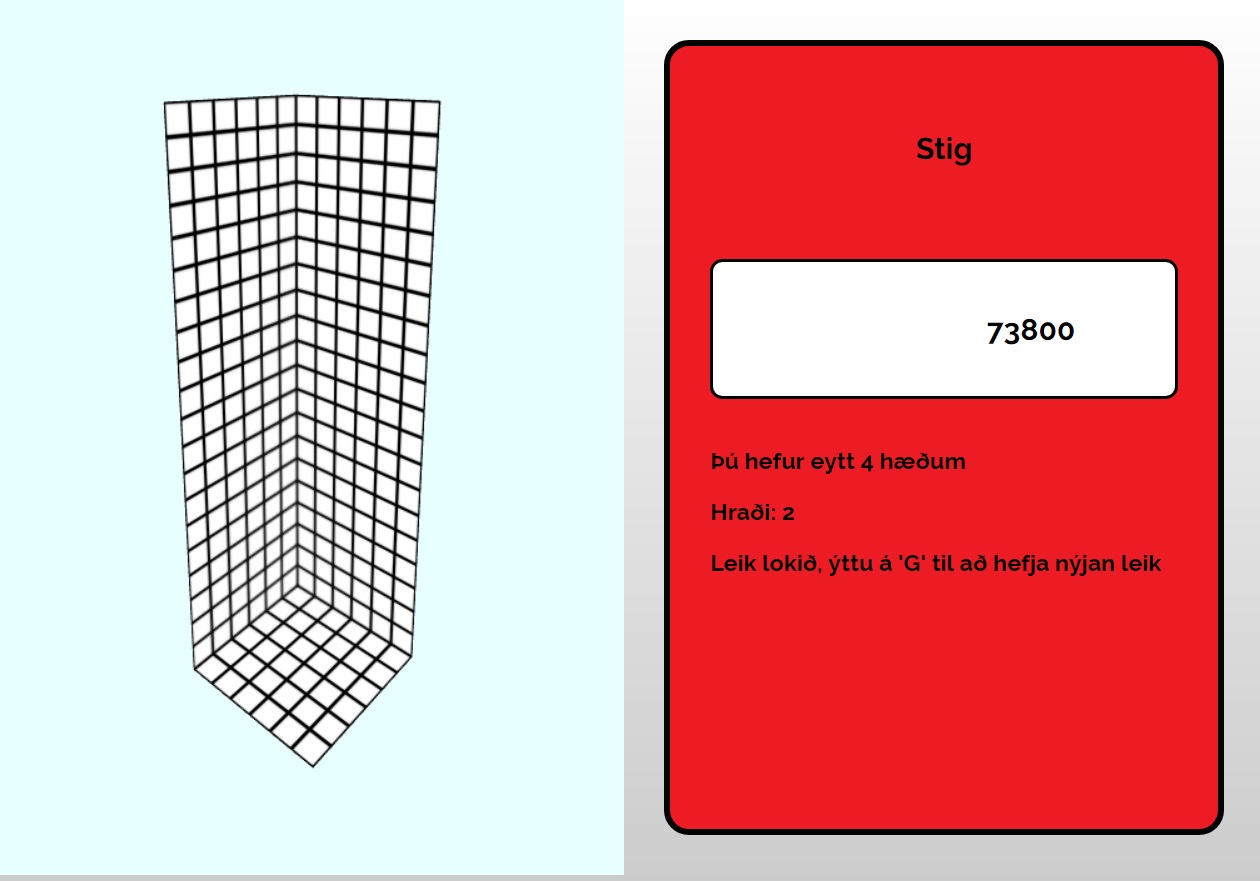 Stig
73800
Þú hefur eytt 4 hæðum
Hraði: 2
Leik lokið, ýttu á 'G' til að hefja nýjan leik